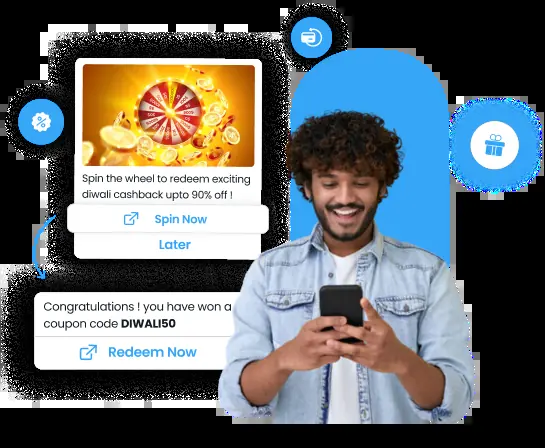 Spin the wheel to redeem exciting
diwali cashback upto 90% off !
Spin Now
Later
Congratulations ! you have won a
coupon code DIWALI50
Redeem Now